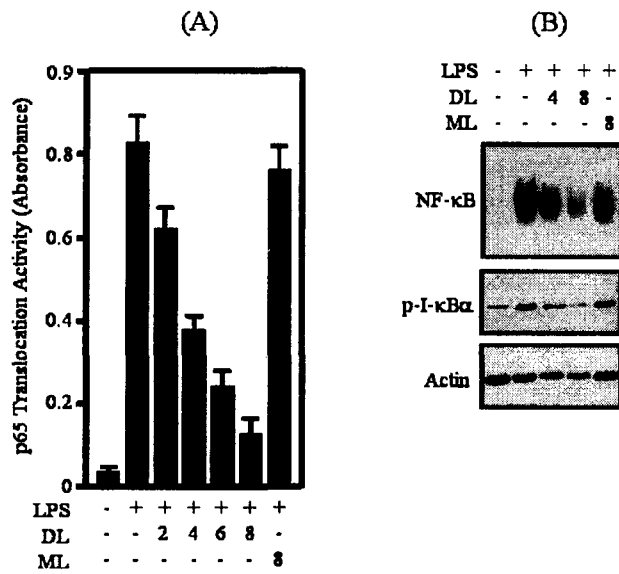 (A)
p65 Translocation Activity (Absorbance)
0.9
0.8
0.6
0.4
0.2
0
LPS - + + + + + +
DL - - 2 4 6 8 -
ML - - - - - - 8
(B)
LPS - + + + +
DL - - 4 8 -
ML - - - - 8
NF-κB
p-I-κBα
Actin